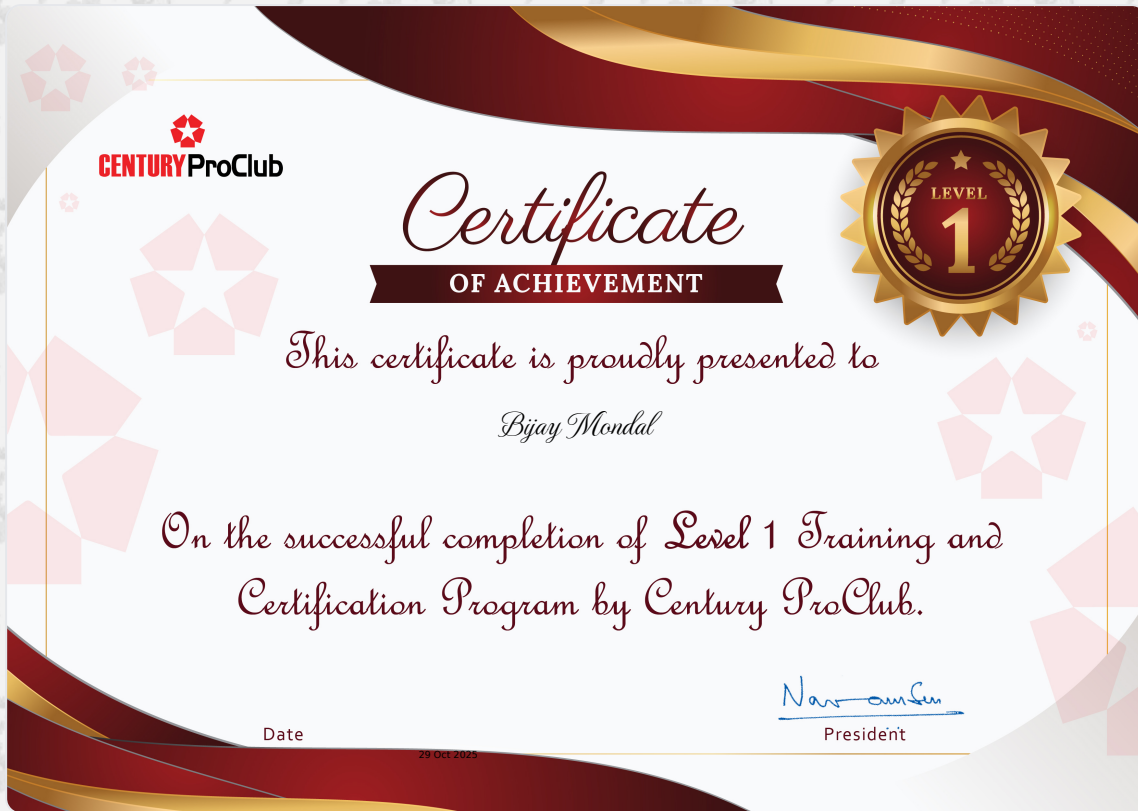 CENTURY ProClub
LEVEL
1
Certificate
OF ACHIEVEMENT
This certificate is proudly presented to
Bijay Mondal
On the successful completion of Level 1 Training and
Certification Program by Century ProClub.
Date
President
29 Oct 2025